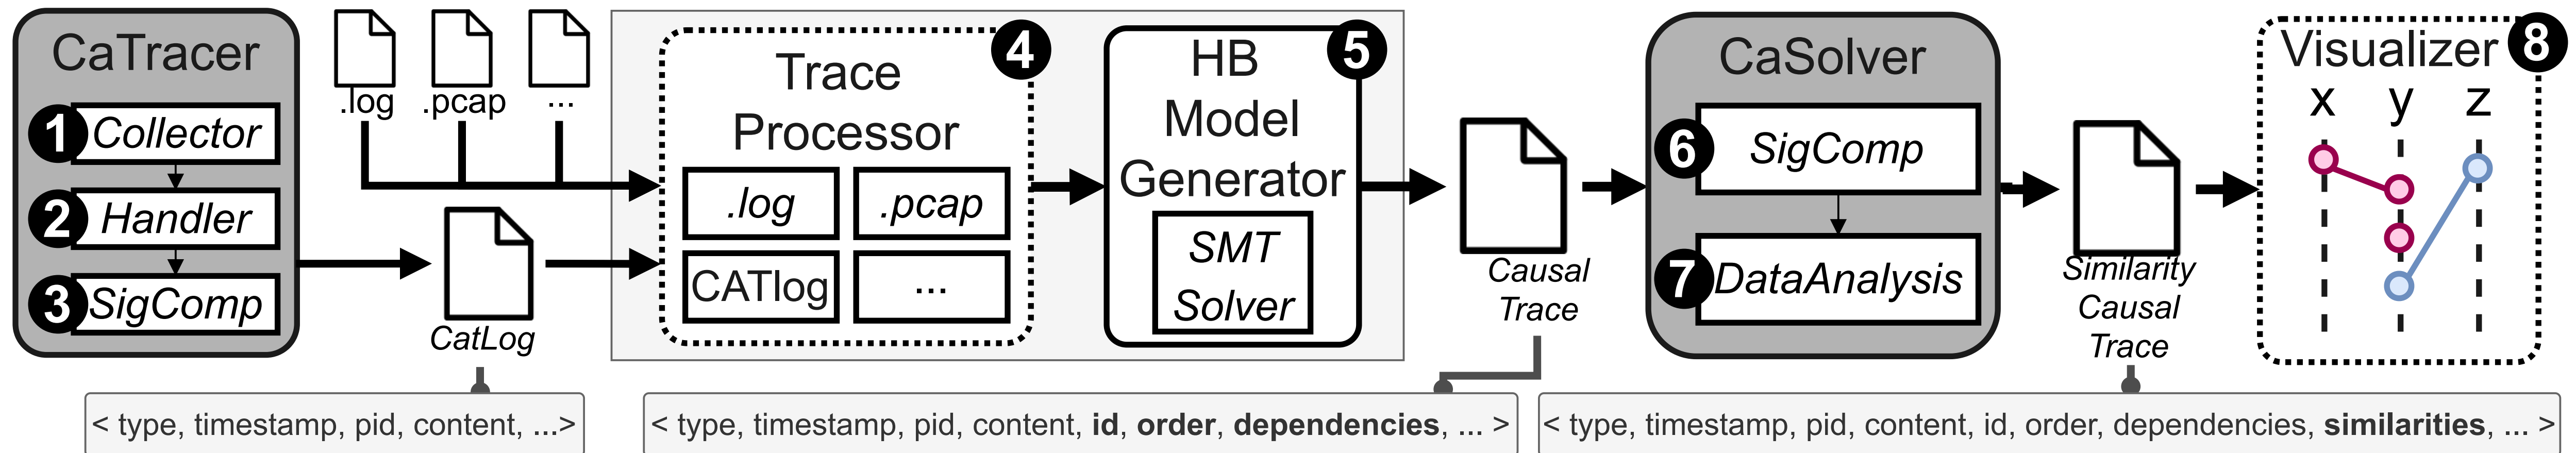 CaTracer
1 Collector
2 Handler
3 SigComp
.log
.pcap
...
CatLog
Trace
Processor
4
.log
.pcap
CATlog
...
HB
Model
Generator
5
SMT
Solver
Causal
Trace
CaSolver
6 SigComp
7 DataAnalysis
Similarity
Causal
Trace
Visualizer 8
x y z
< type, timestamp, pid, content, ...>
< type, timestamp, pid, content, id, order, dependencies, ... >
< type, timestamp, pid, content, id, order, dependencies, similarities, ... >